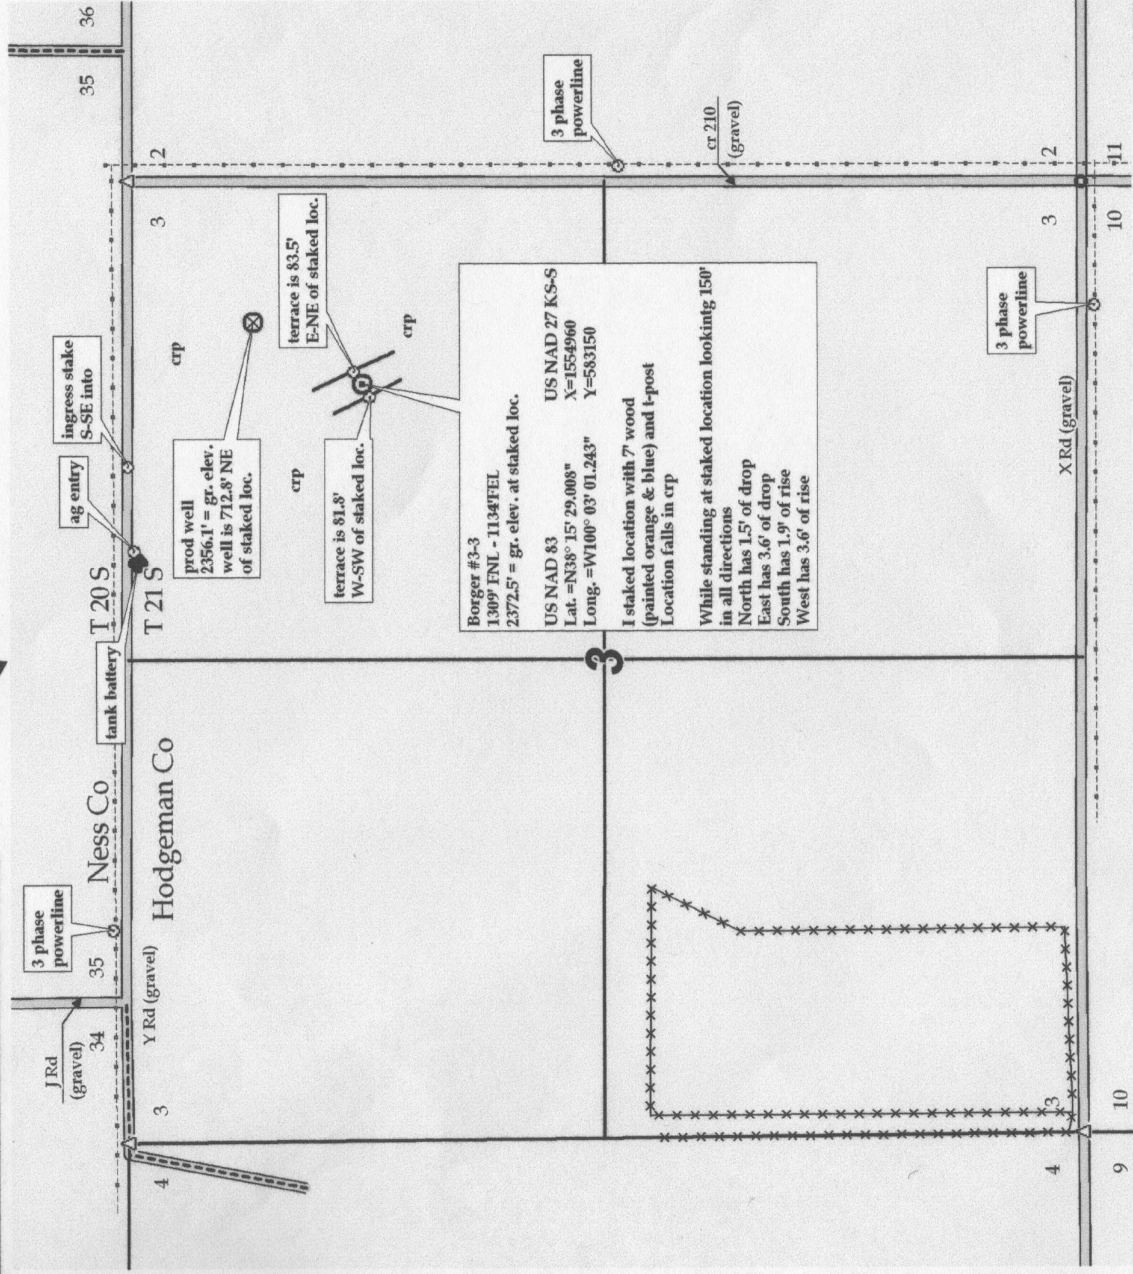 36
35
3 phase
powerline
35
34
J Rd
(gravel)
Ness Co
Hodgeman Co
Y Rd (gravel)
T 20 S
T 21 S
tank battery
ag entry
ingress stake
S-SE into
2
3
3
4
crp
prod well
2356.1' = gr. elev.
well is 712.8' NE
of staked loc.
crp
terrace is 83.5'
E-NE of staked loc.
crp
terrace is 81.8'
W-SW of staked loc.
Borger #3-3
1309' FNL - 1134'FEL
2372.5' = gr. elev. at staked loc.
US NAD 83
Lat. =N38° 15' 29.008"
Long. =W100° 03' 01.243"
US NAD 27 KS-S
X=1554960
Y=583150
I staked location with 7' wood
(painted orange & blue) and t-post
Location falls in crp
While standing at staked location lookintg 150'
in all directions
North has 1.5' of drop
East has 3.6' of drop
South has 1.9' of rise
West has 3.6' of rise
3
3 phase
powerline
cr 210
(gravel)
3 phase
powerline
X Rd (gravel)
3
2
10
11
4
3
9
10